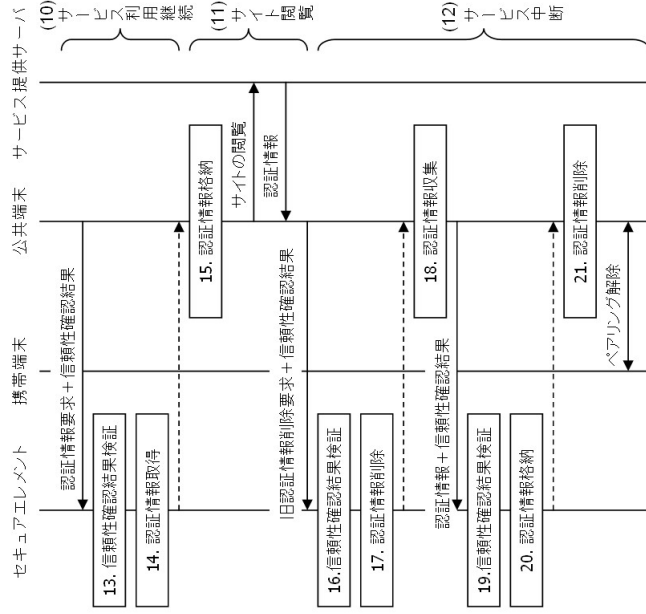 セキュアエレメント
携帯端末
公共端末
サービス提供サーバ
(10)
サービス利用継続
認証情報要求＋信頼性確認結果
13. 信頼性確認結果検証
14. 認証情報取得
15. 認証情報格納
(11)
サイト閲覧
サイトの閲覧
認証情報
旧認証情報削除要求＋信頼性確認結果
(12)
サービス中断
16.信頼性確認結果検証
17. 認証情報削除
18. 認証情報収集
認証情報＋信頼性確認結果
19.信頼性確認結果検証
20. 認証情報格納
21. 認証情報削除
ペアリング解除